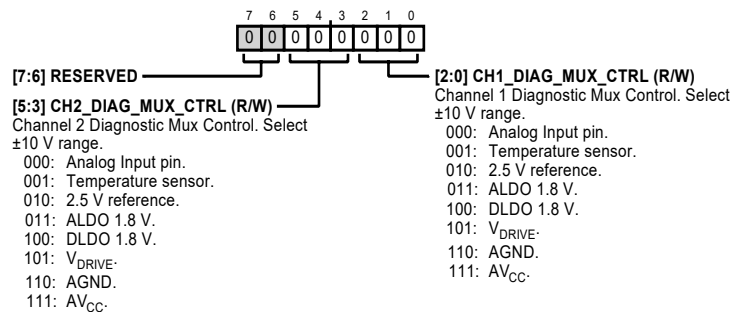 7 6 5 4 3 2 1 0
0 0 0 0 0 0 0 0
[7:6] RESERVED
[5:3] CH2_DIAG_MUX_CTRL (R/W)
Channel 2 Diagnostic Mux Control. Select
±10 V range.
000: Analog Input pin.
001: Temperature sensor.
010: 2.5 V reference.
011: ALDO 1.8 V.
100: DLDO 1.8 V.
101: VDRIVE.
110: AGND.
111: AVCC.
[2:0] CH1_DIAG_MUX_CTRL (R/W)
Channel 1 Diagnostic Mux Control. Select
±10 V range.
000: Analog Input pin.
001: Temperature sensor.
010: 2.5 V reference.
011: ALDO 1.8 V.
100: DLDO 1.8 V.
101: VDRIVE.
110: AGND.
111: AVCC.